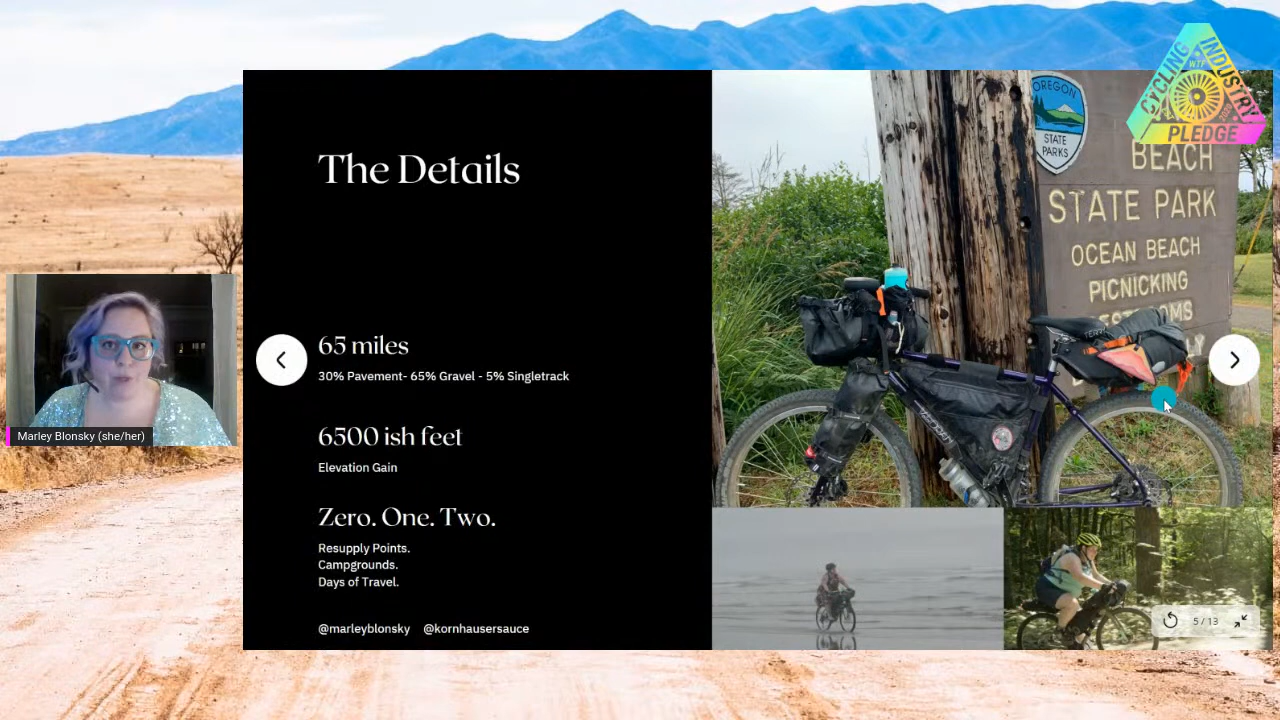 The Details
65 miles
30% Pavement- 65% Gravel - 5% Singletrack
6500 ish feet
Elevation Gain
Zero. One. Two.
Resupply Points.
Campgrounds.
Days of Travel.
@marleyblonsky @kornhausersauce
Marley Blonsky (she/her)
OREGON
STATE
PARKS
BEACH
STATE PARK
OCEAN BEACH
PICNICKING
CYCLING
WTF
INDUSTRY
PLEDGE
5 / 13